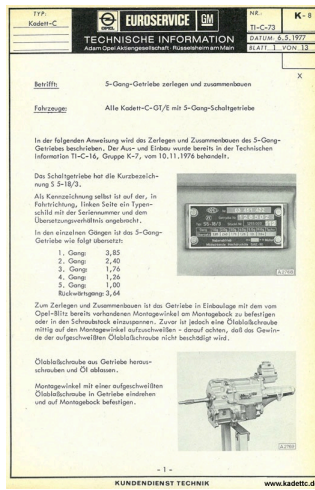 TYP:
Kadett-C
OPEL
EUROSERVICE GM
TECHNISCHE INFORMATION
Adam Opel Aktiengesellschaft · Rüsselsheim am Main
NR.:
TI-C-73
K-8
DATUM: 6.5.1977
BLATT 1 VON 13
X
Betrifft: 5-Gang-Getriebe zerlegen und zusammenbauen
Fahrzeuge: Alle Kadett-C-GT/E mit 5-Gang-Schaltgetriebe
In der folgenden Anweisung wird das Zerlegen und Zusammenbauen des 5-Gang-
Getriebes beschrieben. Der Aus- und Einbau wurde bereits in der Technischen
Information TI-C-16, Gruppe K-7, vom 10.11.1976 behandelt.
Das Schaltgetriebe hat die Kurzbezeich-
nung S 5-18/3.
Als Kennzeichnung selbst ist auf der, in
Fahrtrichtung, linken Seite ein Typen-
schild mit der Seriennummer und dem
Übersetzungsverhältnis angebracht.
In den einzelnen Gängen ist das 5-Gang-
Getriebe wie folgt übersetzt:
1. Gang: 3,85
2. Gang: 2,40
3. Gang: 1,76
4. Gang: 1,26
5. Gang: 1,00
Rückwärtsgang: 3,64
Zum Zerlegen und Zusammenbauen ist das Getriebe in Einbaulage mit dem vom
Opel-Blitz bereits vorhandenen Montagewinkel am Montagebock zu befestigen
oder in den Schraubstock einzuspannen. Zuvor ist jedoch eine Ölablaßschraube
mittig auf den Montagewinkel aufzuschweißen - darauf achten, daß das Gewin-
de der aufgeschweißten Ölablaßschraube nicht beschädigt wird.
Ölablaßschraube aus Getriebe heraus-
schrauben und Öl ablassen.
Montagewinkel mit einer aufgeschweißten
Ölablaßschraube in Getriebe eindrehen
und auf Montagebock befestigen.
- 1 -
KUNDENDIENST TECHNIK
www.kadettc.de